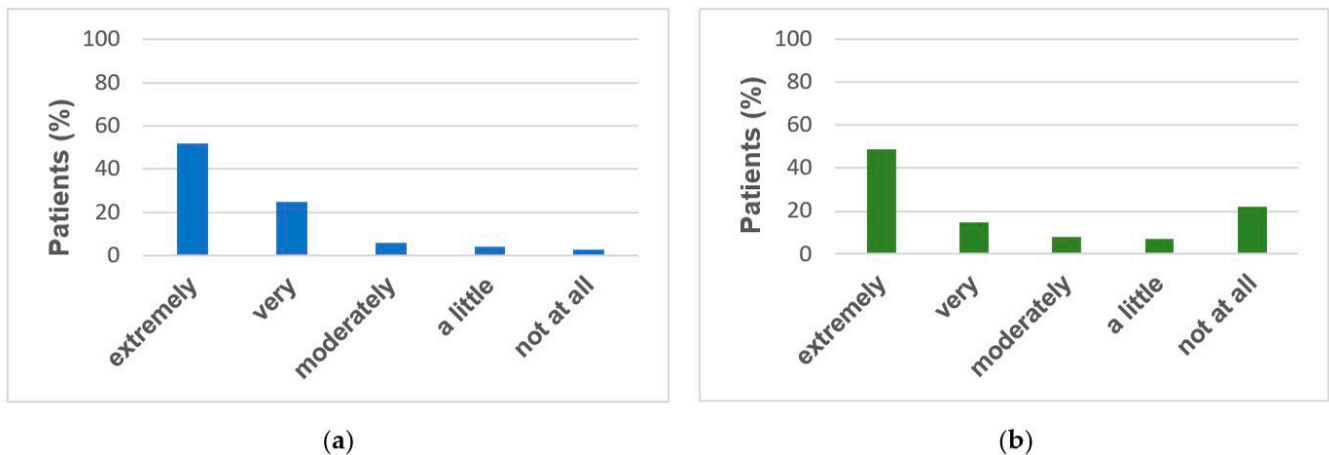 100
80
60
40
20
0
Patients (%)
extremely
very
moderately
a little
not at all
(a)
100
80
60
40
20
0
Patients (%)
extremely
very
moderately
a little
not at all
(b)